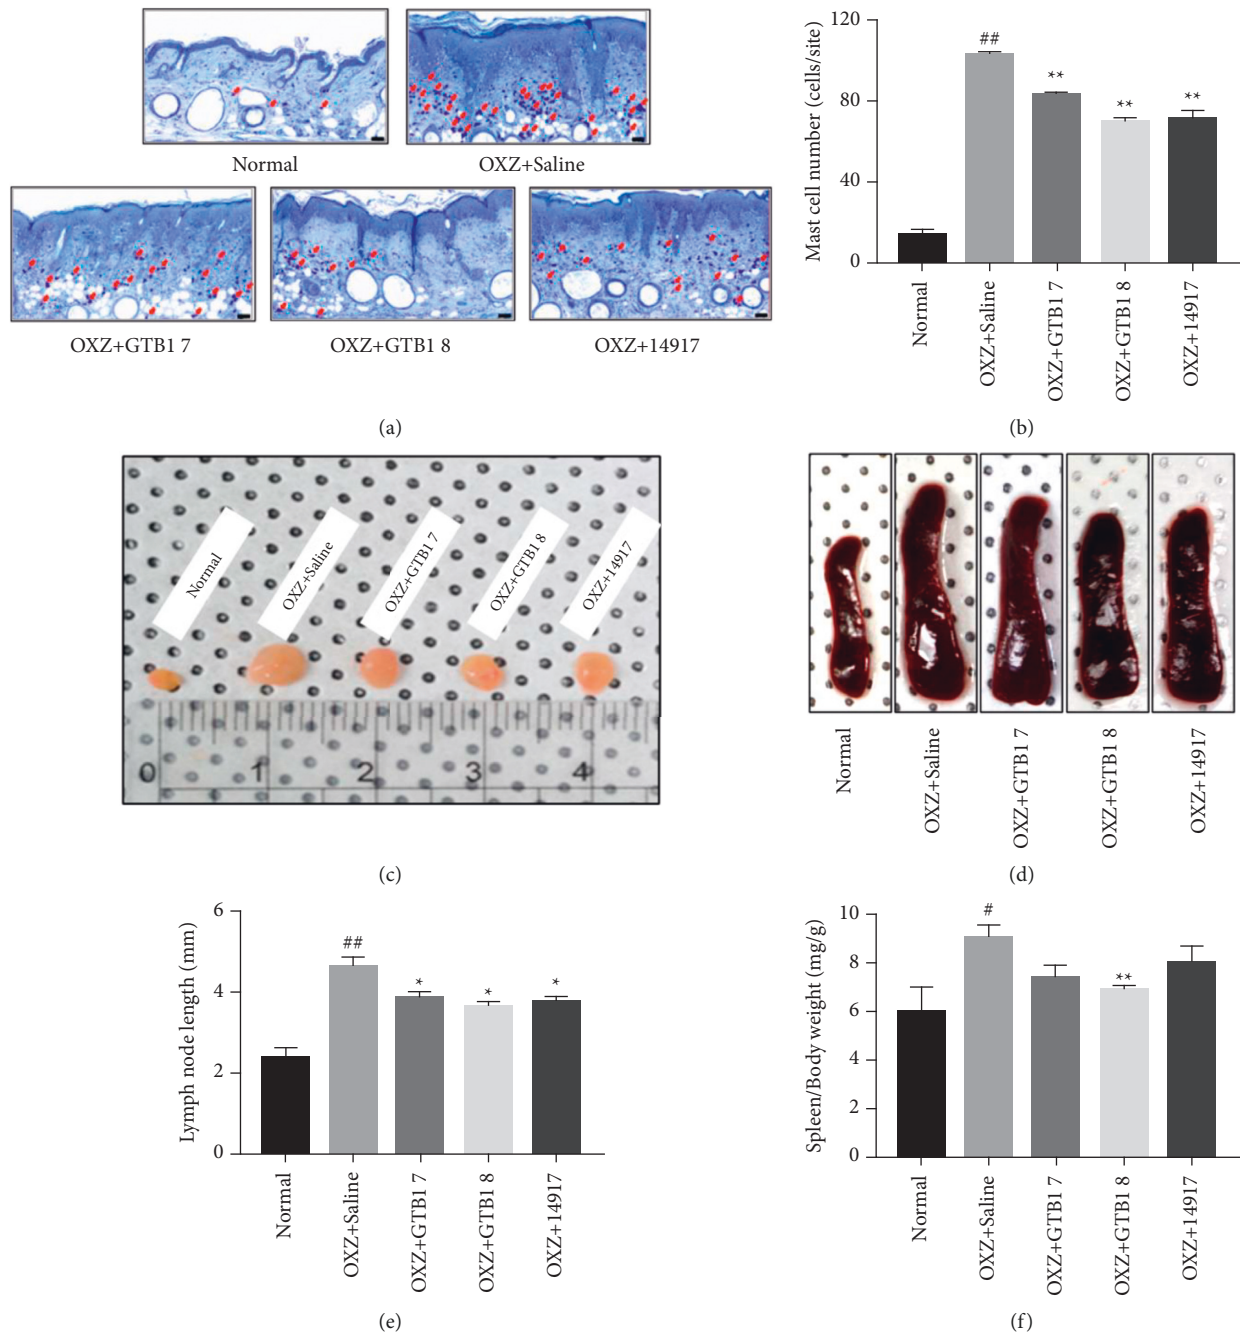 Normal
OXZ+Saline
OXZ+GTB1 7
OXZ+GTB1 8
OXZ+14917
(a)
Mast cell number (cells/site)
120
80
40
0
##
**
**
**
Normal
OXZ+Saline
OXZ+GTB1 7
OXZ+GTB1 8
OXZ+14917
(b)
Normal
OXZ+Saline
OXZ+GTB1 7
OXZ+GTB1 8
OXZ+14917
0 1 2 3 4
(c)
Normal
OXZ+Saline
OXZ+GTB1 7
OXZ+GTB1 8
OXZ+14917
(d)
Lymph node length (mm)
6
4
2
0
##
*
*
*
Normal
OXZ+Saline
OXZ+GTB1 7
OXZ+GTB1 8
OXZ+14917
(e)
Spleen/Body weight (mg/g)
10
8
6
4
2
0
#
**
Normal
OXZ+Saline
OXZ+GTB1 7
OXZ+GTB1 8
OXZ+14917
(f)